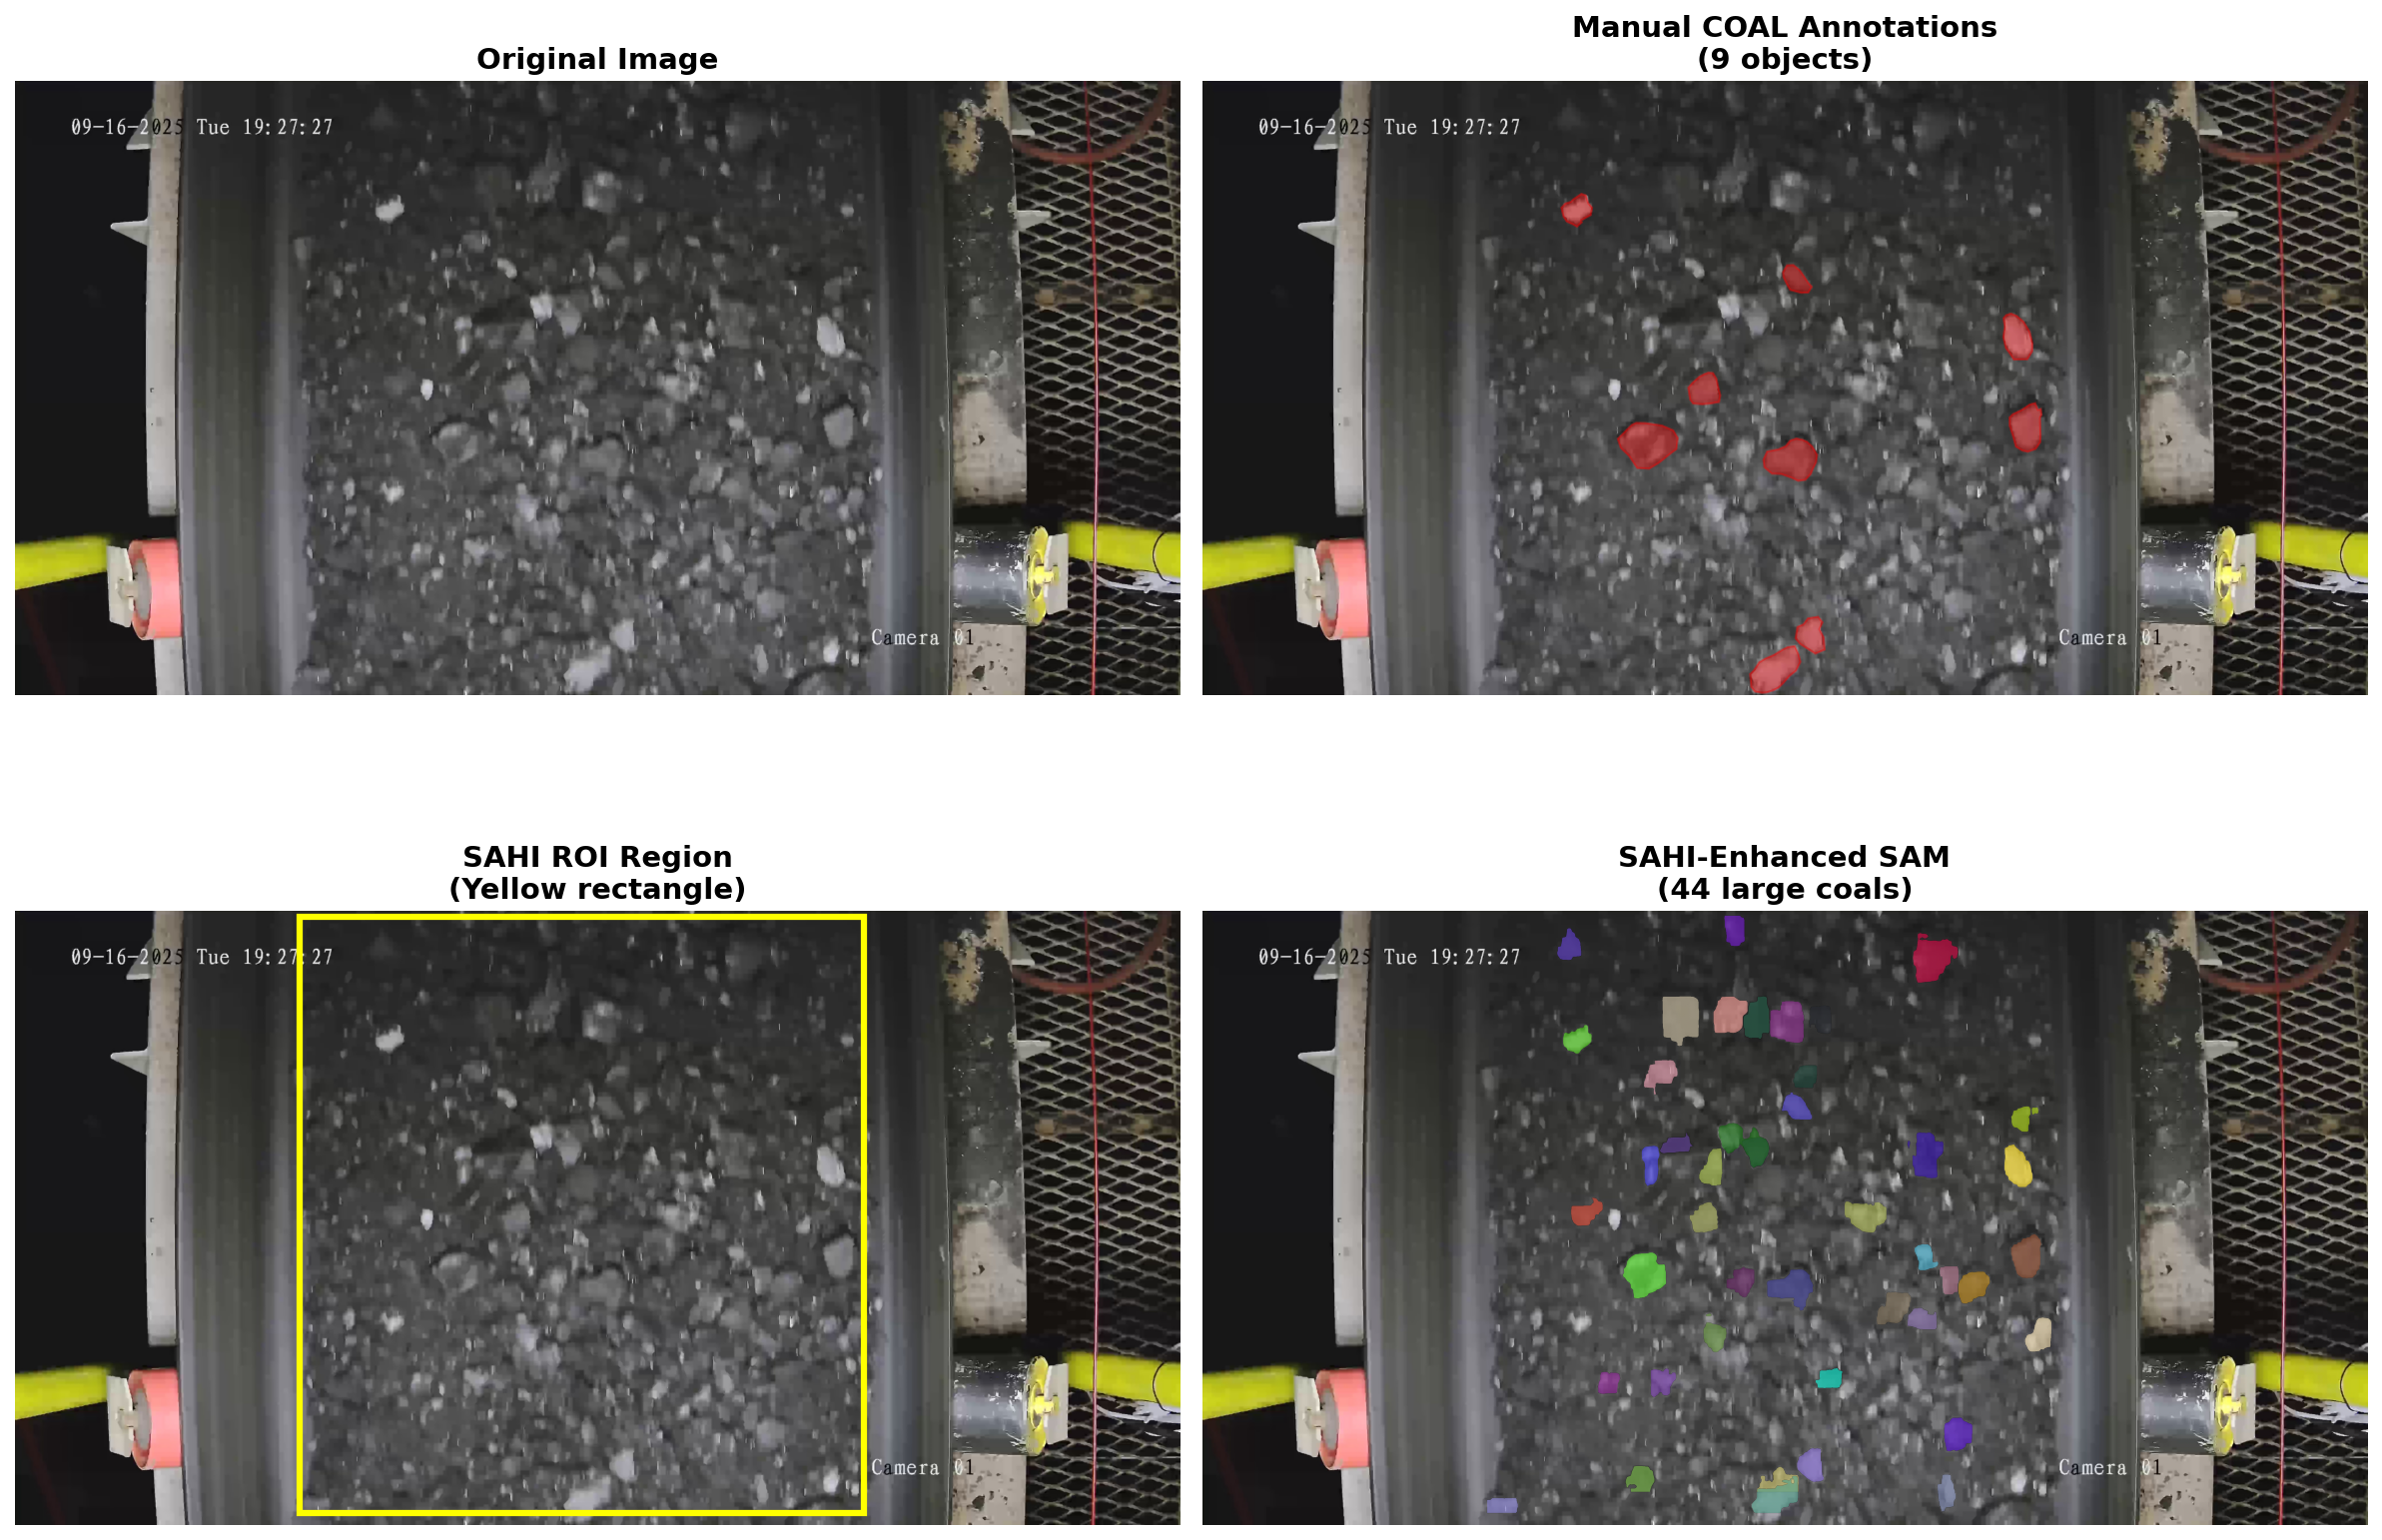 Original Image
09-16-2025 Tue 19:27:27
Camera 01
Manual COAL Annotations
(9 objects)
09-16-2025 Tue 19:27:27
Camera 01
SAHI ROI Region
(Yellow rectangle)
09-16-2025 Tue 19:27:27
Camera 01
SAHI-Enhanced SAM
(44 large coals)
09-16-2025 Tue 19:27:27
Camera 01